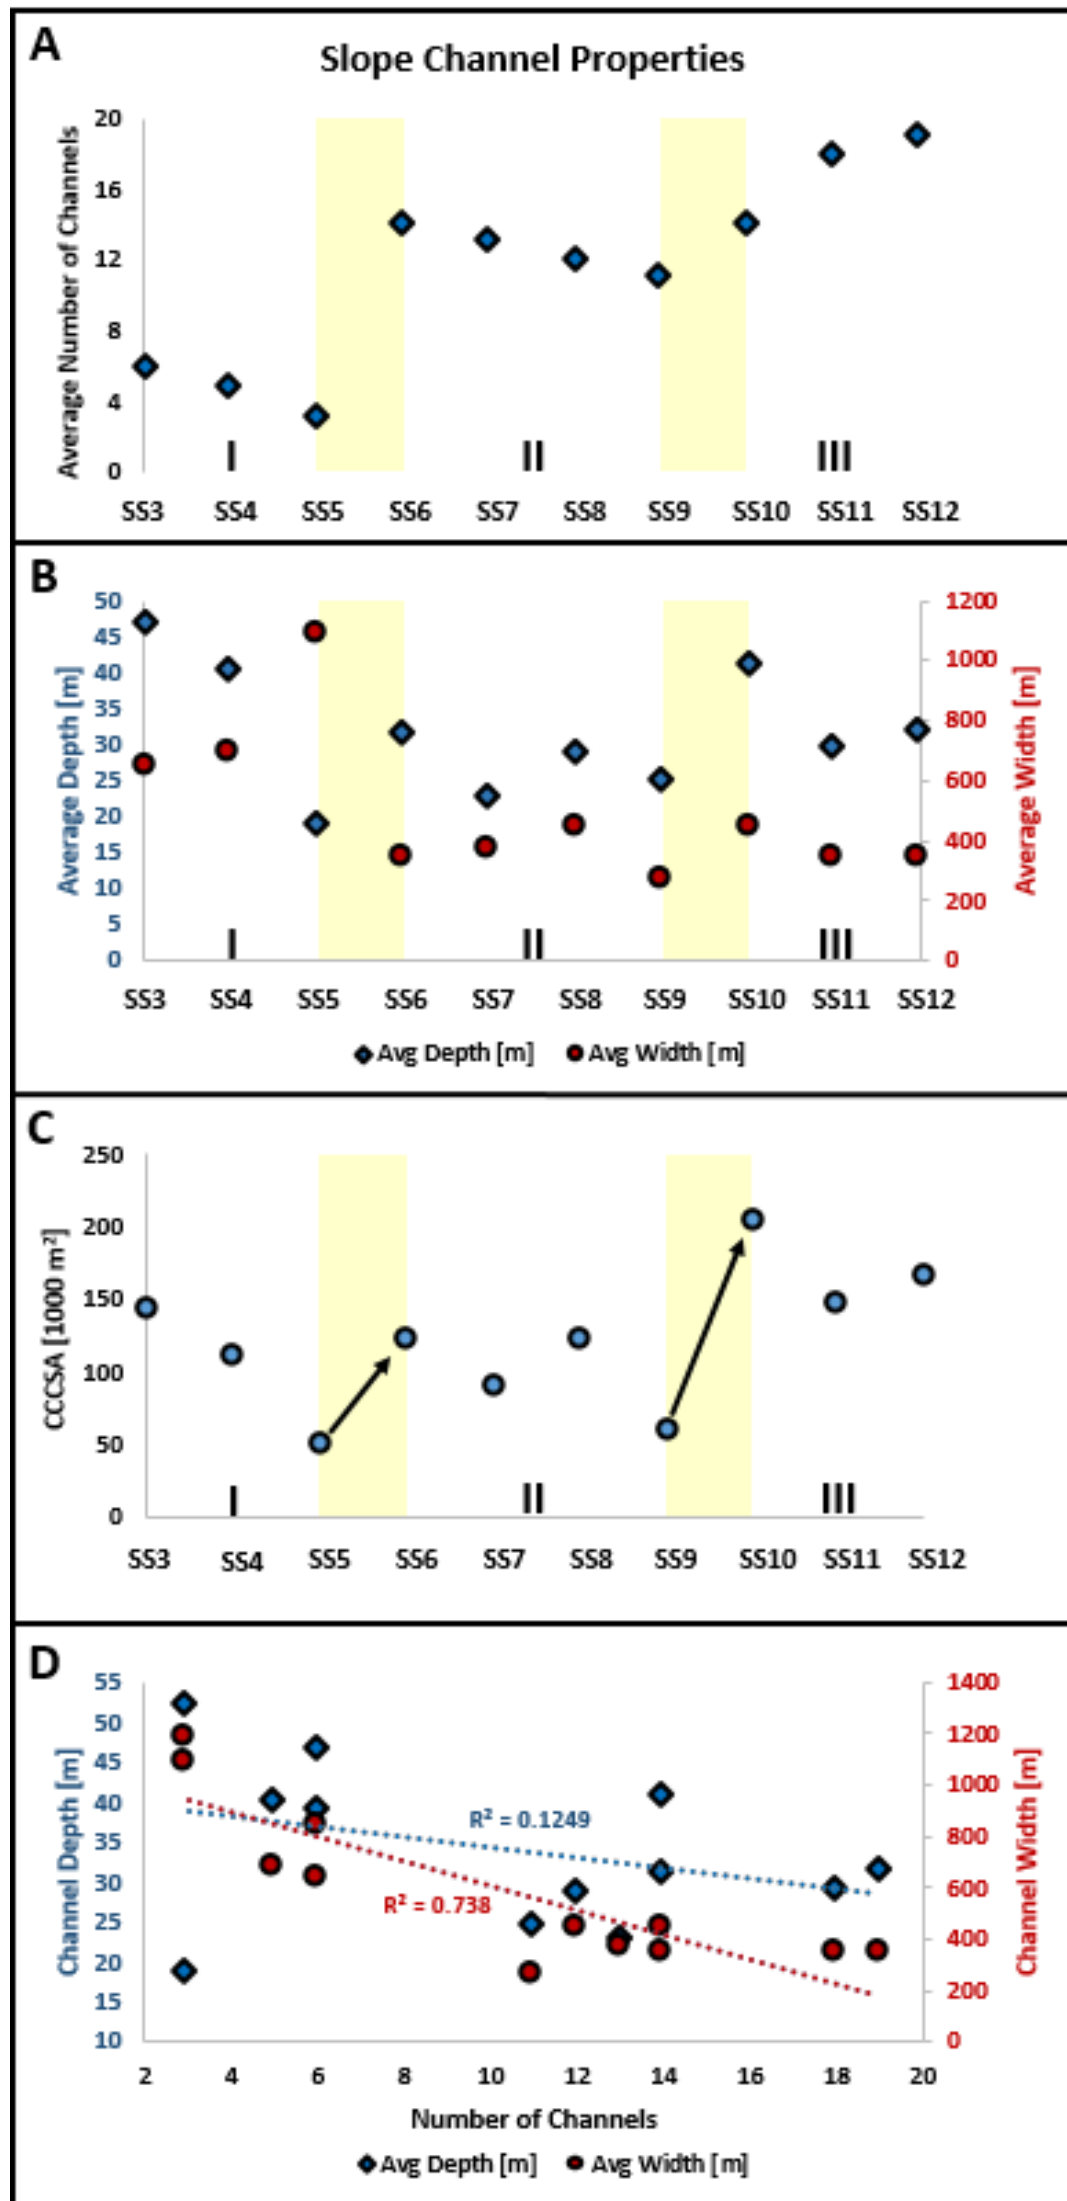 A
Slope Channel Properties
Average Number of Channels
20
16
12
8
4
0
I II III
SS3 SS4 SS5 SS6 SS7 SS8 SS9 SS10 SS11 SS12
B
Average Depth [m]
50
45
40
35
30
25
20
15
10
5
0
1200
1000
800
600
400
200
0
Average Width [m]
I II III
SS3 SS4 SS5 SS6 SS7 SS8 SS9 SS10 SS11 SS12
Avg Depth [m] Avg Width [m]
C
CCCSA [1000 m²]
250
200
150
100
50
0
I II III
SS3 SS4 SS5 SS6 SS7 SS8 SS9 SS10 SS11 SS12
D
Channel Depth [m]
55
50
45
40
35
30
25
20
15
10
R² = 0.1249
R² = 0.738
1400
1200
1000
800
600
400
200
0
Channel Width [m]
2 4 6 8 10 12 14 16 18 20
Number of Channels
Avg Depth [m] Avg Width [m]